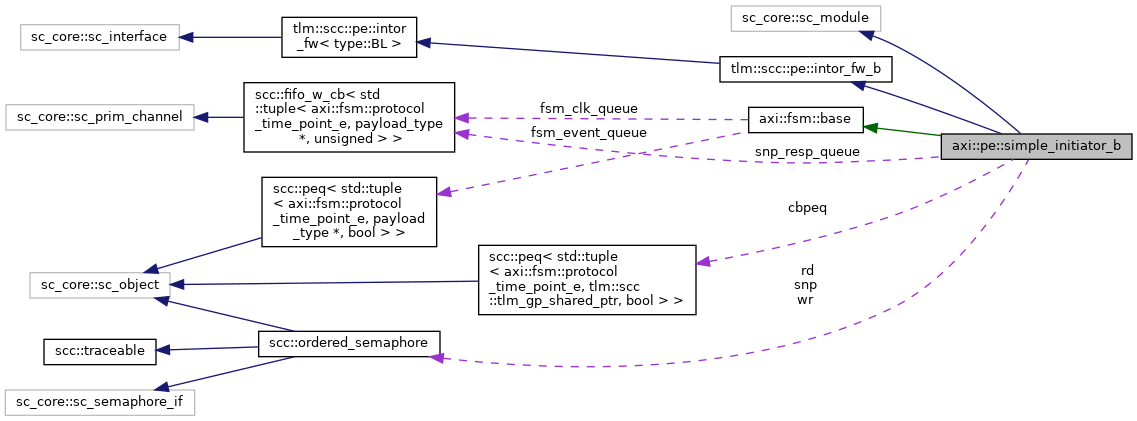 sc_core::sc_module
tlm::scc::pe::intor
_fw< type::BL >
sc_core::sc_interface
tlm::scc::pe::intor_fw_b
scc::fifo_w_cb< std
::tuple< axi::fsm::protocol
_time_point_e, payload_type
*, unsigned > >
sc_core::sc_prim_channel
fsm_clk_queue
axi::fsm::base
fsm_event_queue
axi::pe::simple_initiator_b
snp_resp_queue
scc::peq< std::tuple
< axi::fsm::protocol
_time_point_e, payload
_type *, bool > >
cbpeq
scc::peq< std::tuple
< axi::fsm::protocol
_time_point_e, tlm::scc
::tlm_gp_shared_ptr, bool > >
rd
snp
wr
sc_core::sc_object
scc::ordered_semaphore
scc::traceable
sc_core::sc_semaphore_if